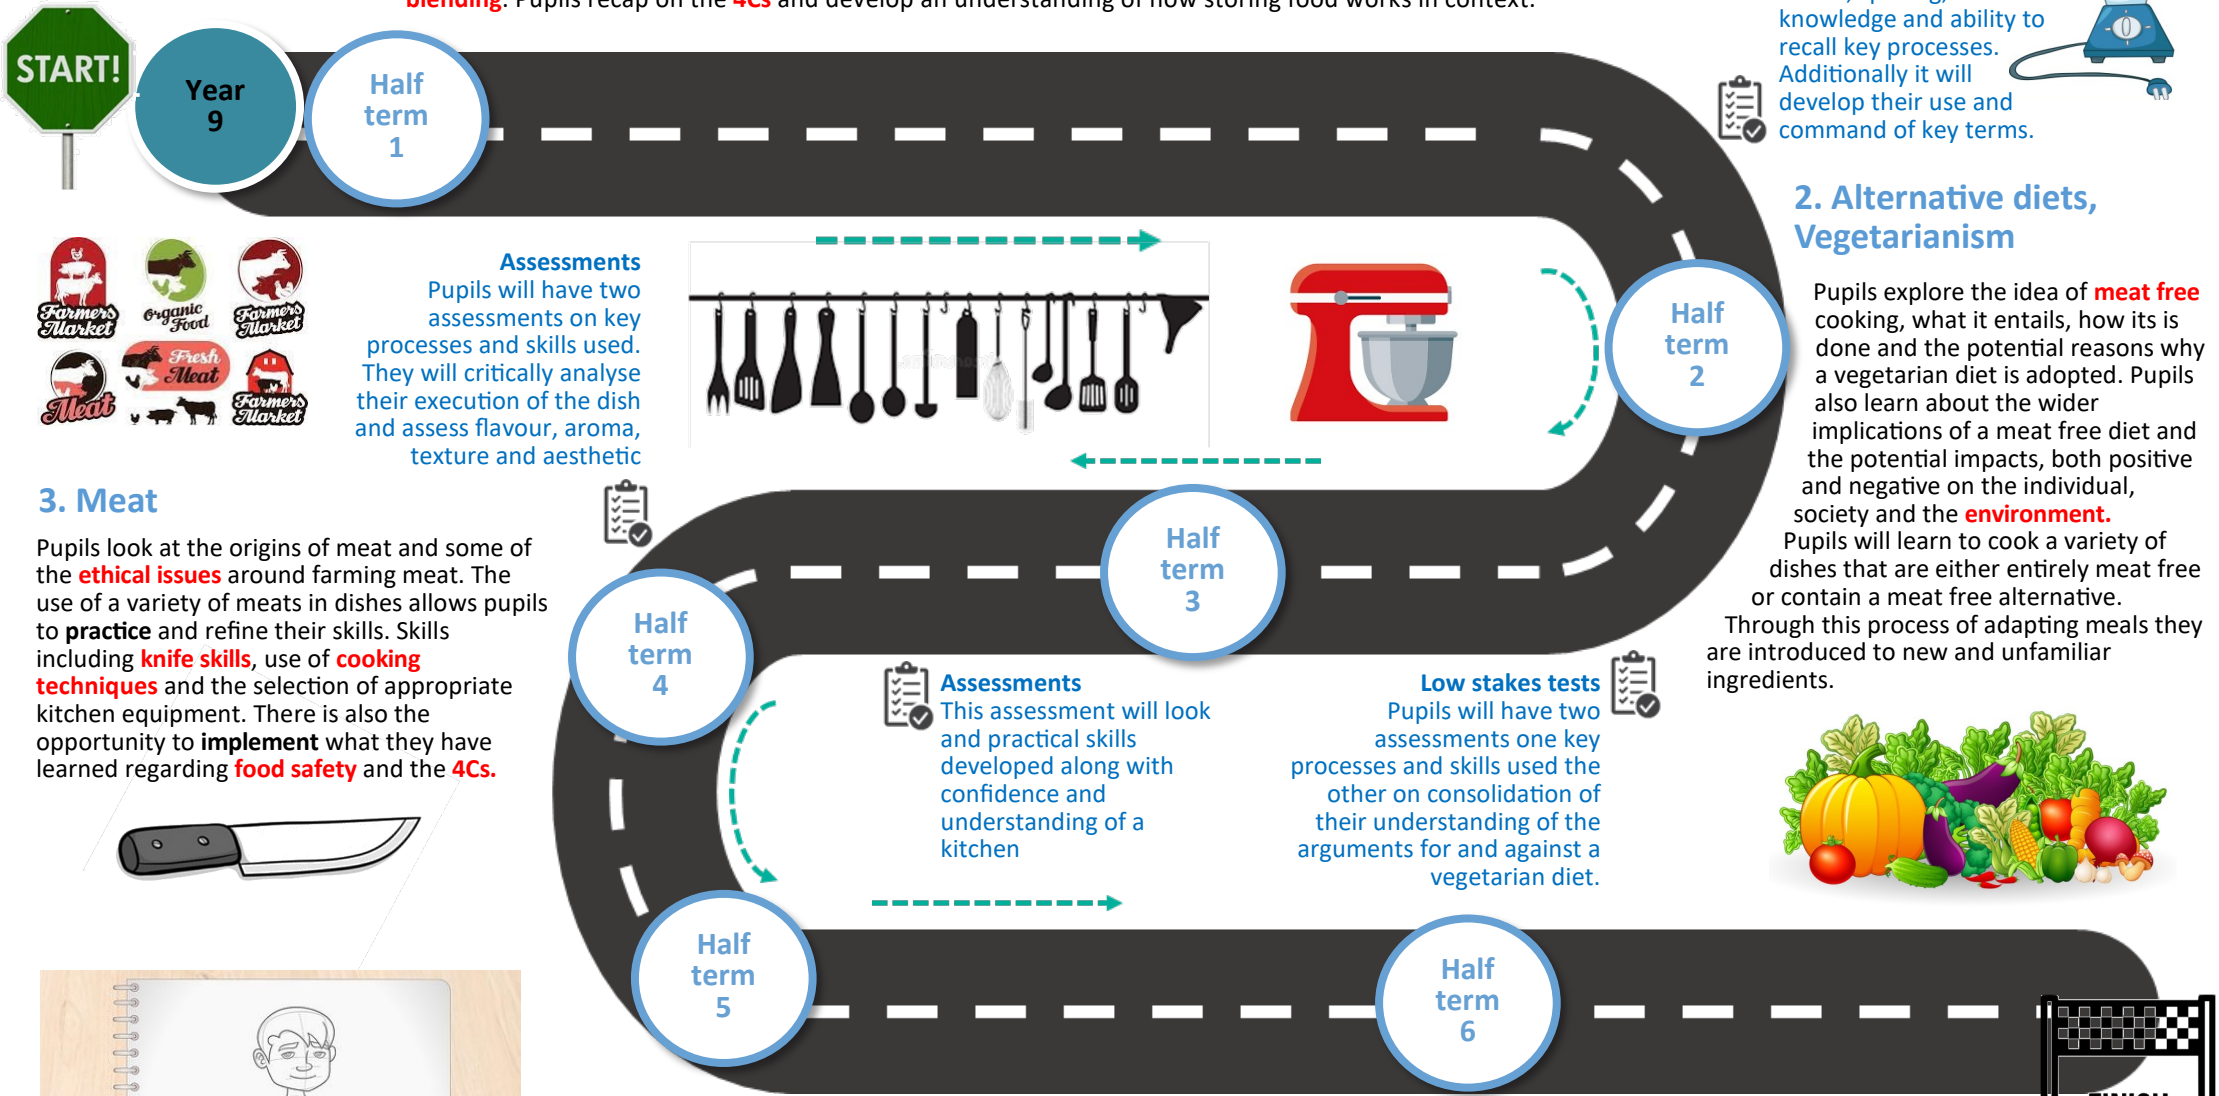 blending. Pupils recap on the 4Cs and develop an understanding of how storing food works in context.
knowledge and ability to
recall key processes.
Additionally it will
develop their use and
command of key terms.
START!
Year
9
Half
term
1
2. Alternative diets,
Vegetarianism
Pupils explore the idea of meat free
cooking, what it entails, how its is
done and the potential reasons why
a vegetarian diet is adopted. Pupils
also learn about the wider
implications of a meat free diet and
the potential impacts, both positive
and negative on the individual,
society and the environment.
Pupils will learn to cook a variety of
dishes that are either entirely meat free
or contain a meat free alternative.
Through this process of adapting meals they
are introduced to new and unfamiliar
ingredients.
Half
term
2
Farmers
Market
organic
Food
Farmers
Market
Meat
Fresh
Meat
Farmers
Market
Assessments
Pupils will have two
assessments on key
processes and skills used.
They will critically analyse
their execution of the dish
and assess flavour, aroma,
texture and aesthetic
3. Meat
Pupils look at the origins of meat and some of
the ethical issues around farming meat. The
use of a variety of meats in dishes allows pupils
to practice and refine their skills. Skills
including knife skills, use of cooking
techniques and the selection of appropriate
kitchen equipment. There is also the
opportunity to implement what they have
learned regarding food safety and the 4Cs.
Half
term
3
Half
term
4
Assessments
This assessment will look
and practical skills
developed along with
confidence and
understanding of a
kitchen
Low stakes tests
Pupils will have two
assessments one key
processes and skills used the
other on consolidation of
their understanding of the
arguments for and against a
vegetarian diet.
Half
term
5
Half
term
6
FINISH